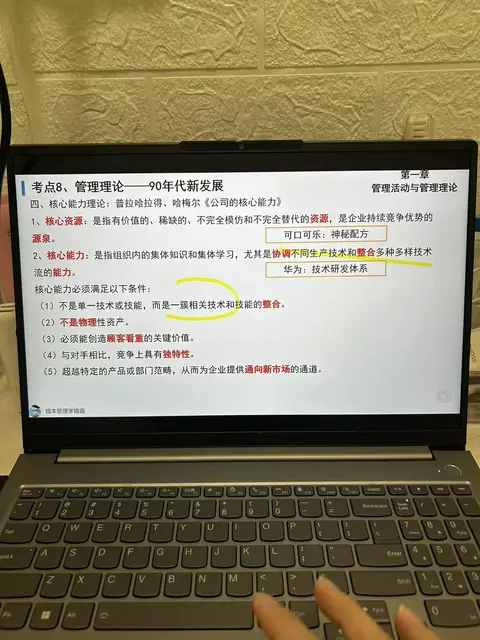 考点8、管理理论——90年代新发展
第一章
管理活动与管理理论
四、核心能力理论：普拉哈拉得、哈梅尔《公司的核心能力》
1、核心资源：是指有价值的、稀缺的、不完全模仿和不完全替代的资源，是企业持续竞争优势的
源泉。
可口可乐：神秘配方
2、核心能力：是指组织内的集体知识和集体学习，尤其是协调不同生产技术和整合多种多样技术
流的能力。
华为：技术研发体系
核心能力必须满足以下条件：
（1）不是单一技术或技能，而是一簇相关技术和技能的整合。
（2）不是物理性资产。
（3）必须能创造顾客看重的关键价值。
（4）与对手相比，竞争上具有独特性。
（5）超越特定的产品或部门范畴，从而为企业提供通向新市场的通道。
Delete
Backspace
Tab
Q W E R T Y U I O P
A S D F G H J K L
Enter
Z X C V B N M
Shift
Fn
Alt
Ctrl